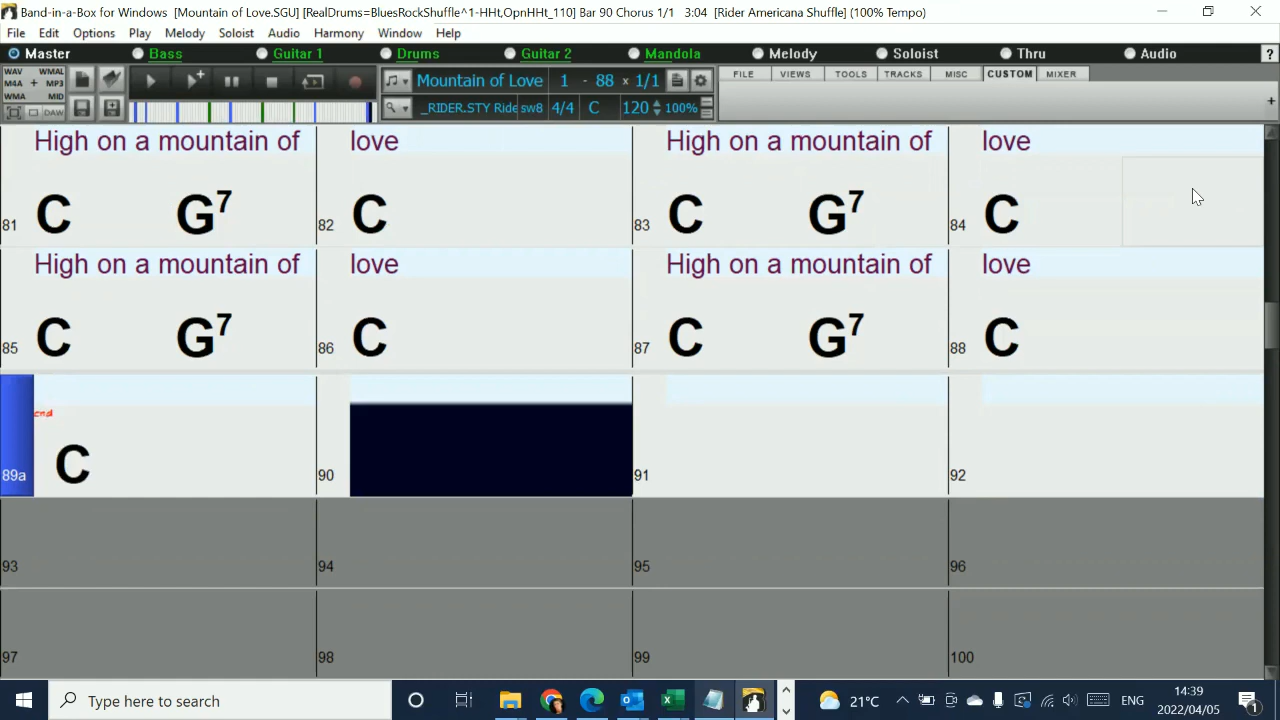 Band-in-a-Box for Windows [Mountain of Love.SGU] [RealDrums=BluesRockShuffle^1-HHt,OpnHHt_110] Bar 90 Chorus 1/1 3:04 [Rider Americana Shuffle] (100% Tempo)
File Edit Options Play Melody Soloist Audio Harmony Window Help
Master Bass Guitar 1 Drums Guitar 2 Mandola Melody Soloist Thru Audio ?
WAV WMAL
M4A + MP3
WMA MID
DAW
Mountain of Love 1 - 88 x 1/1
_RIDER.STY Ride sw8 4/4 C 120 100%
FILE VIEWS TOOLS TRACKS MISC CUSTOM MIXER
+
High on a mountain of love High on a mountain of love
81 C G7 82 C 83 C G7 84 C
High on a mountain of love High on a mountain of love
85 C G7 86 C 87 C G7 88 C
end
89a C 90 91 92
93 94 95 96
97 98 99 100
Type here to search 21°C ENG 14:39
2022/04/05 1